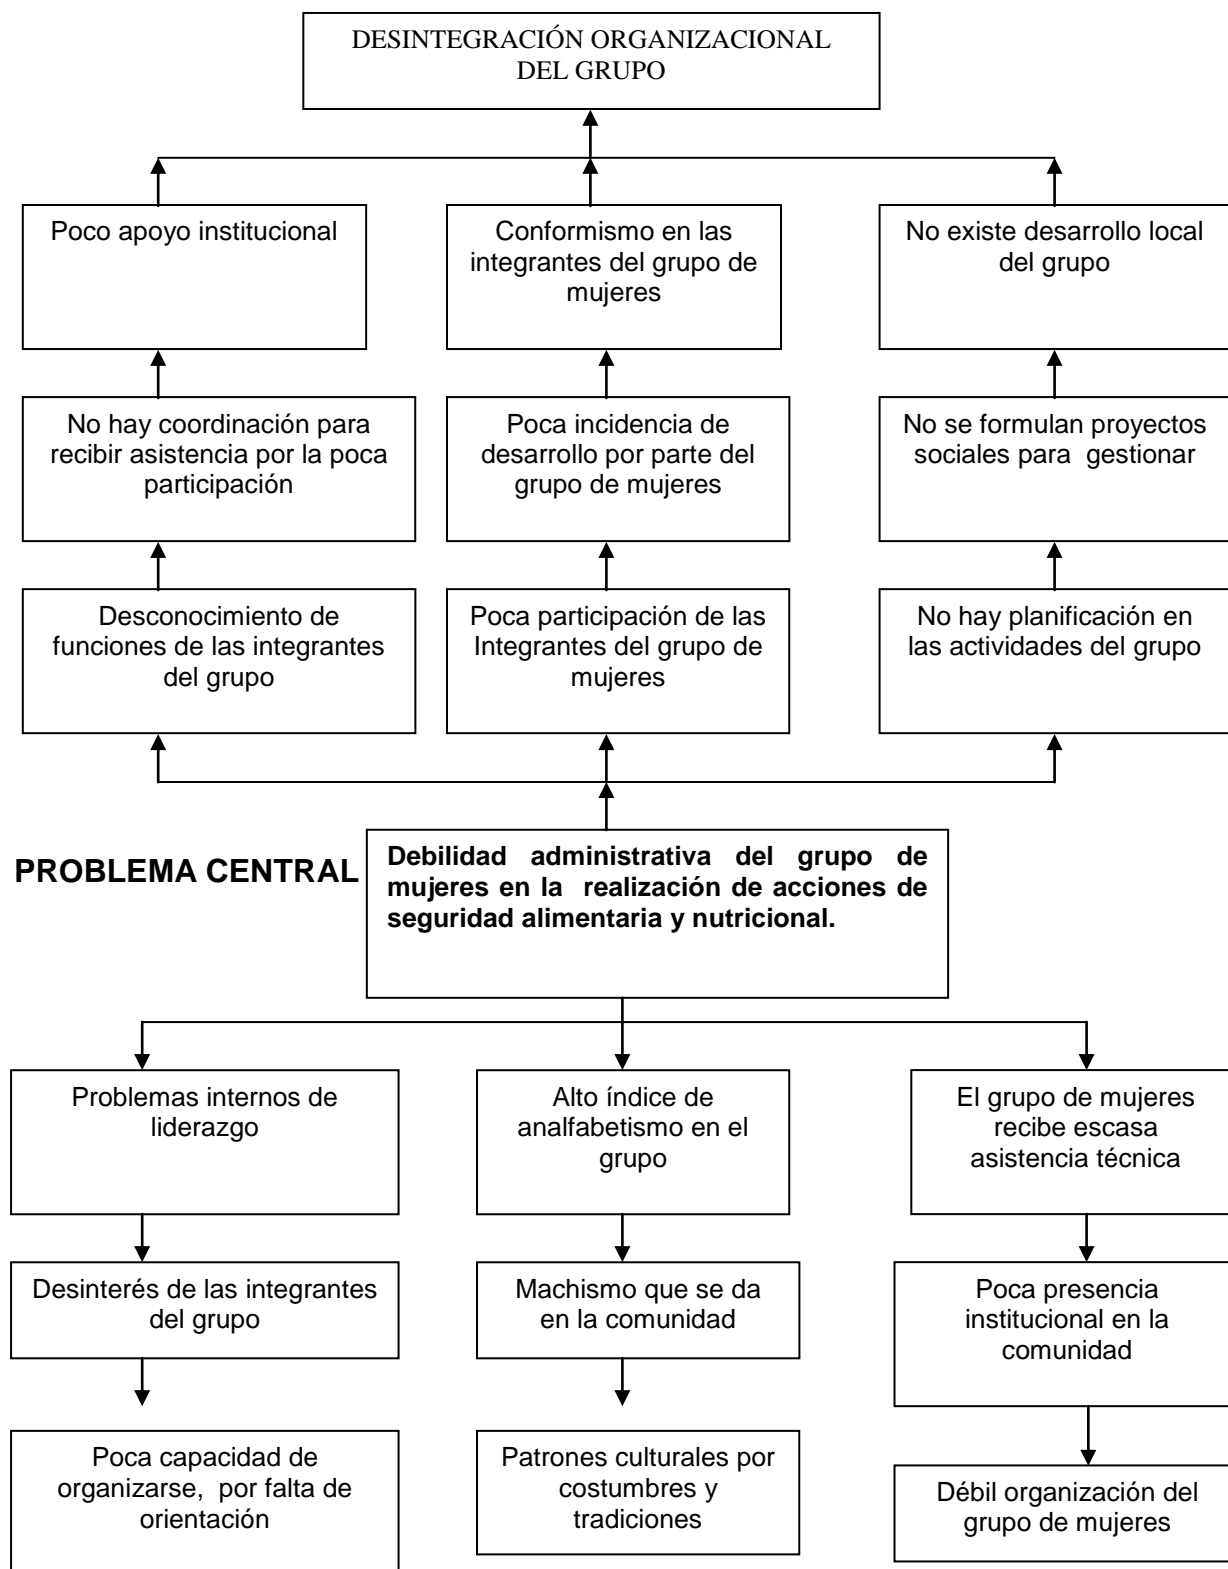 DESINTEGRACIÓN ORGANIZACIONAL
DEL GRUPO
Poco apoyo institucional
Conformismo en las
integrantes del grupo de
mujeres
No existe desarrollo local
del grupo
No hay coordinación para
recibir asistencia por la poca
participación
Poca incidencia de
desarrollo por parte del
grupo de mujeres
No se formulan proyectos
sociales para gestionar
Desconocimiento de
funciones de las integrantes
del grupo
Poca participación de las
Integrantes del grupo de
mujeres
No hay planificación en
las actividades del grupo
PROBLEMA CENTRAL
Debilidad administrativa del grupo de
mujeres en la realización de acciones de
seguridad alimentaria y nutricional.
Problemas internos de
liderazgo
Alto índice de
analfabetismo en el
grupo
El grupo de mujeres
recibe escasa
asistencia técnica
Desinterés de las integrantes
del grupo
Machismo que se da
en la comunidad
Poca presencia
institucional en la
comunidad
Poca capacidad de
organizarse, por falta de
orientación
Patrones culturales por
costumbres y
tradiciones
Débil organización del
grupo de mujeres